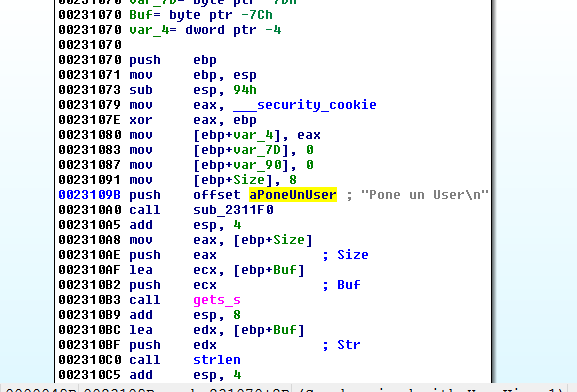 00231070 var_7D= byte ptr -7Dh
00231070 Buf= byte ptr -7Ch
00231070 var_4= dword ptr -4
00231070
00231070 push ebp
00231071 mov ebp, esp
00231073 sub esp, 94h
00231079 mov eax, ___security_cookie
0023107E xor eax, ebp
00231080 mov [ebp+var_4], eax
00231083 mov [ebp+var_7D], 0
00231087 mov [ebp+var_90], 0
00231091 mov [ebp+Size], 8
0023109B push offset aPoneUnUser ; "Pone un User\n"
002310A0 call sub_2311F0
002310A5 add esp, 4
002310A8 mov eax, [ebp+Size]
002310AE push eax ; Size
002310AF lea ecx, [ebp+Buf]
002310B2 push ecx ; Buf
002310B3 call gets_s
002310B9 add esp, 8
002310BC lea edx, [ebp+Buf]
002310BF push edx ; Str
002310C0 call strlen
002310C5 add esp, 4